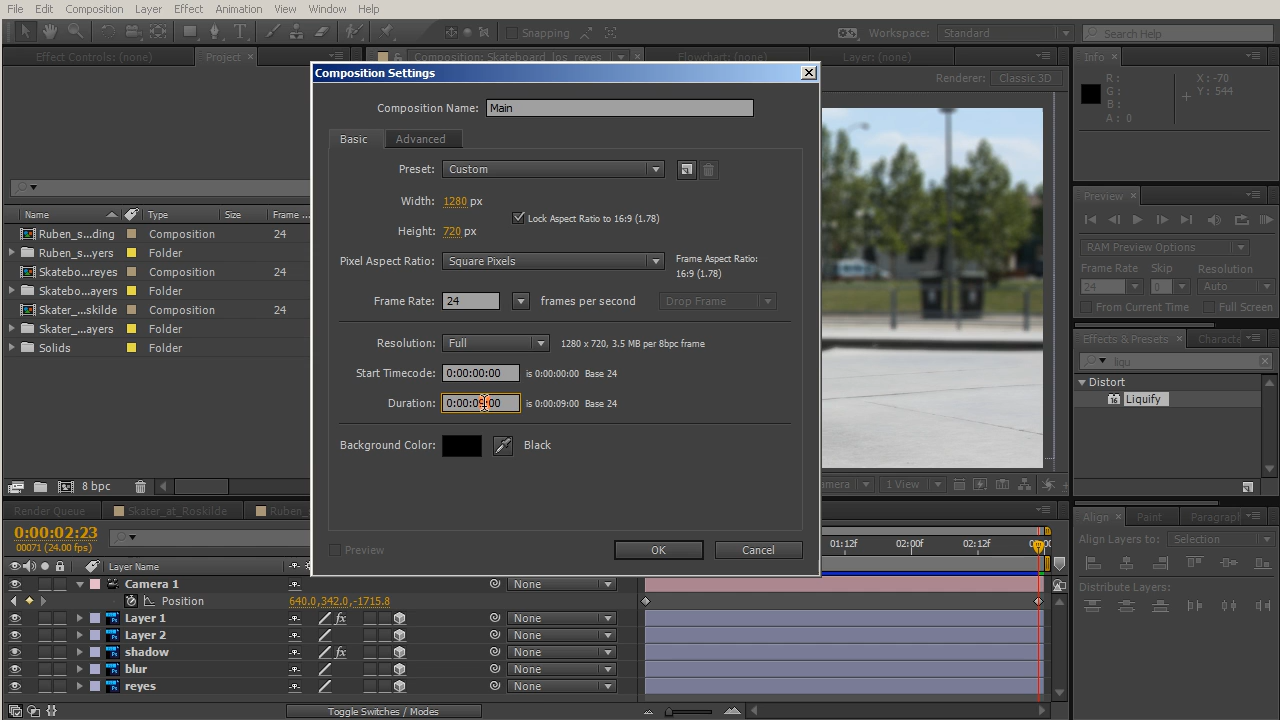 File Edit Composition Layer Effect Animation View Window Help
Snapping Workspace: Standard Search Help
Effect Controls: (none) Project Composition: Skateboard_los_reyes Flowchart: (none) Layer: (none) Info
Composition Settings
Renderer: Classic 3D
R: X: -70
G: Y: 544
B:
A: 0
Composition Name: Main
Basic Advanced
Preset: Custom
Width: 1280 px
Lock Aspect Ratio to 16:9 (1.78)
Height: 720 px
Pixel Aspect Ratio: Square Pixels Frame Aspect Ratio:
16:9 (1.78)
Frame Rate: 24 frames per second Drop Frame
Resolution: Full 1280 x 720, 3.5 MB per 8bpc frame
Start Timecode: 0:00:00:00 is 0:00:00:00 Base 24
Duration: 0:00:09:00 is 0:00:09:00 Base 24
Background Color: Black
Preview OK Cancel
Name Type Size Frame ...
Ruben_s...ding Composition 24
Ruben_s...yers Folder
Skatebo...reyes Composition 24
Skatebo...ayers Folder
Skater_...skilde Composition 24
Skater_...ayers Folder
Solids Folder
8 bpc
Preview
RAM Preview Options
Frame Rate Skip Resolution
24 0 Auto
From Current Time Full Screen
Effects & Presets Characte
liqu
Distort
16 Liquify
amera 1 View
Align Paint Paragraph
Align Layers to: Selection
Distribute Layers:
Render Queue Skater_at_Roskilde Ruben_
0:00:02:23
00071 (24.00 fps)
01:12f 02:00f 02:12f
Layer Name
Camera 1 None
Position 640.0,342.0,-1715.8
Layer 1 fx None
Layer 2 None
shadow fx None
blur None
reyes None
Toggle Switches / Modes